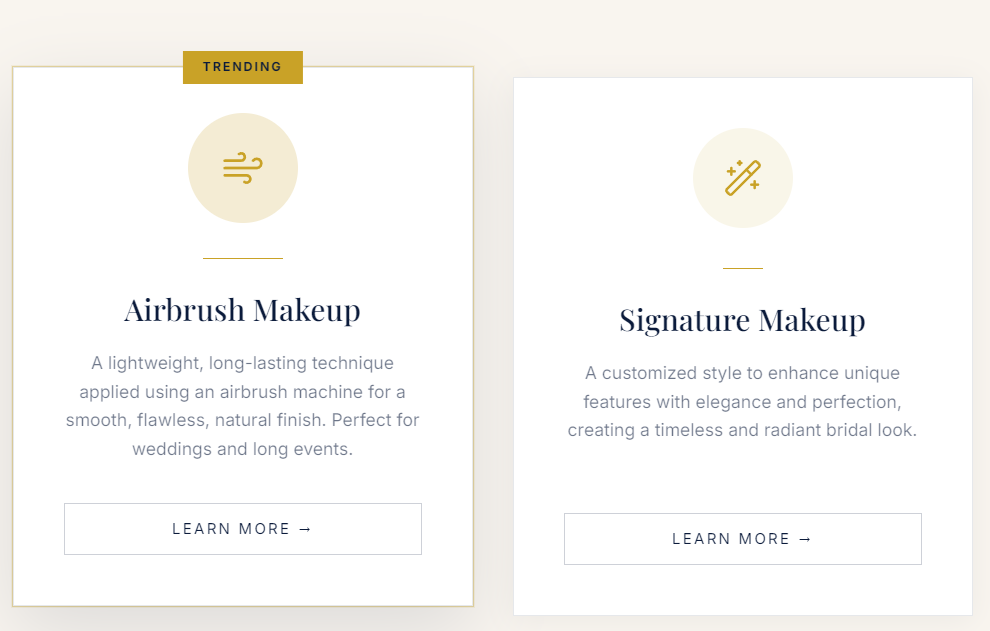 TRENDING
Airbrush Makeup
A lightweight, long-lasting technique
applied using an airbrush machine for a
smooth, flawless, natural finish. Perfect for
weddings and long events.
LEARN MORE →
Signature Makeup
A customized style to enhance unique
features with elegance and perfection,
creating a timeless and radiant bridal look.
LEARN MORE →